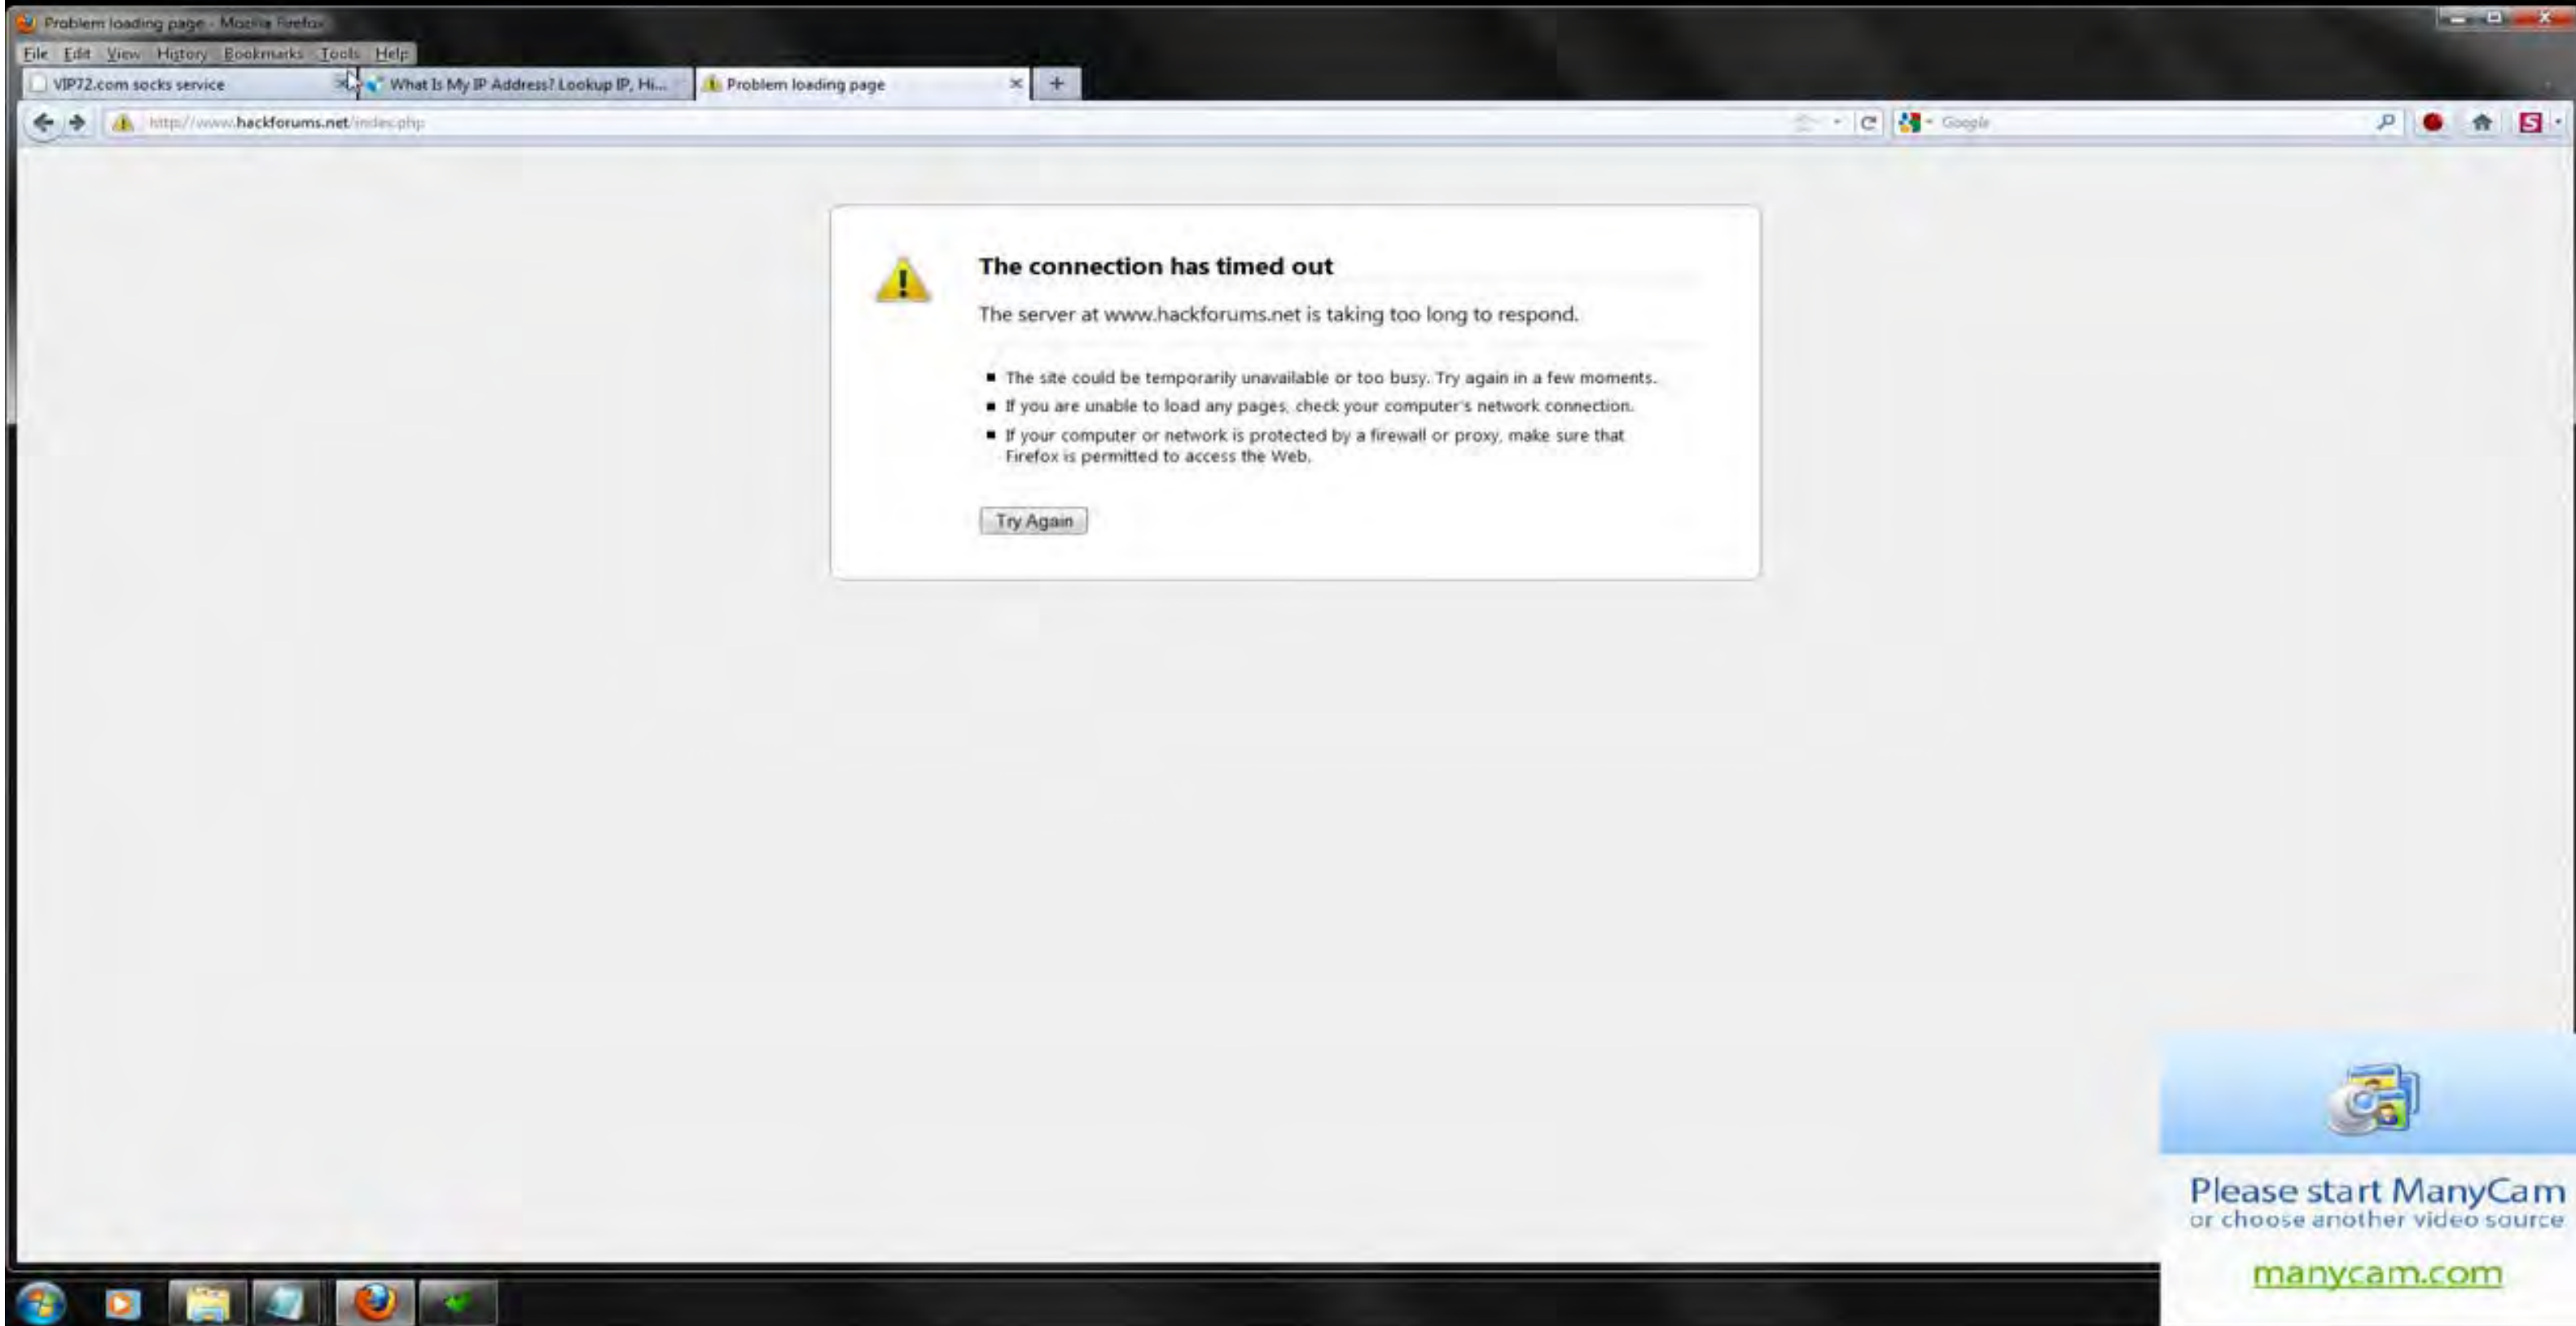 Problem loading page - Mozilla Firefox
File Edit View History Bookmarks Tools Help
VIP72.com socks service
What Is My IP Address? Lookup IP, Hi...
Problem loading page
http://www.hackforums.net/index.php
Google
The connection has timed out
The server at www.hackforums.net is taking too long to respond.
The site could be temporarily unavailable or too busy. Try again in a few moments.
If you are unable to load any pages, check your computer's network connection.
If your computer or network is protected by a firewall or proxy, make sure that
Firefox is permitted to access the Web.
Try Again
Please start ManyCam
or choose another video source
manycam.com